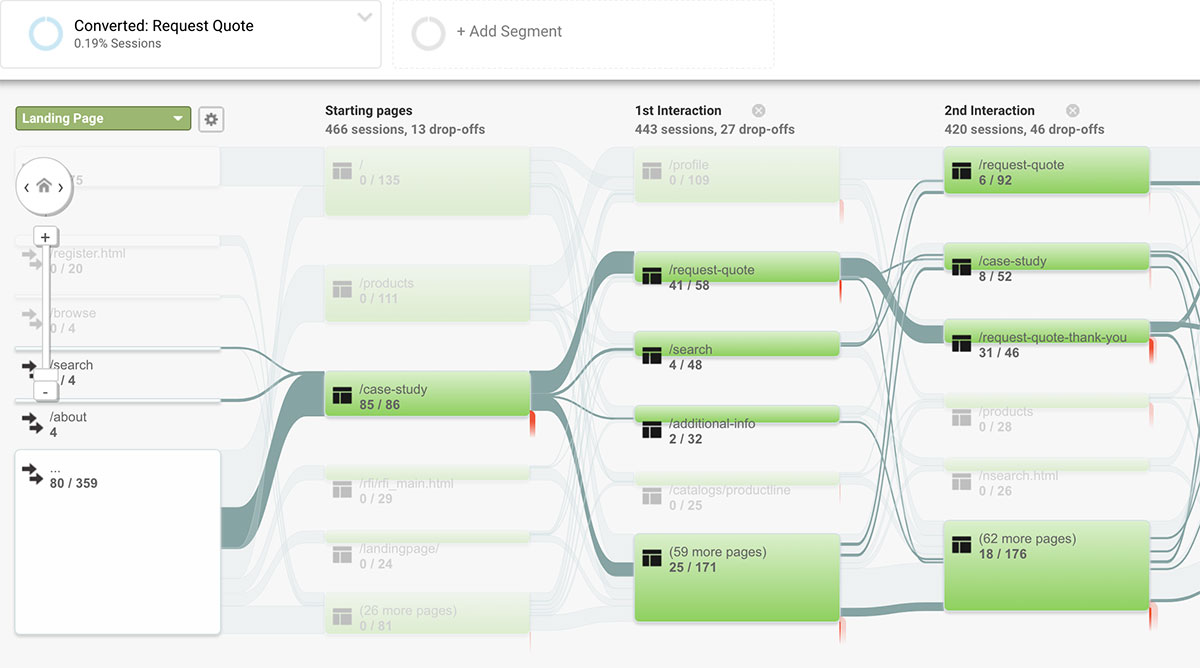 Converted: Request Quote
0.19% Sessions
+ Add Segment
Landing Page
Starting pages
466 sessions, 13 drop-offs
1st Interaction
443 sessions, 27 drop-offs
2nd Interaction
420 sessions, 46 drop-offs
/register.html
0 / 20
/browse
0 / 4
/search
/ 4
/about
4
...
80 / 359
+
-
/
0 / 135
/products
0 / 111
/case-study
85 / 86
/rfi/rfi_main.html
0 / 29
/landingpage/
0 / 24
(26 more pages)
0 / 81
/profile
0 / 109
/request-quote
41 / 58
/search
4 / 48
/additional-info
2 / 32
/catalogs/productline
0 / 25
(59 more pages)
25 / 171
/request-quote
6 / 92
/case-study
8 / 52
/request-quote-thank-you
31 / 46
/products
0 / 28
/nsearch.html
0 / 26
(62 more pages)
18 / 176